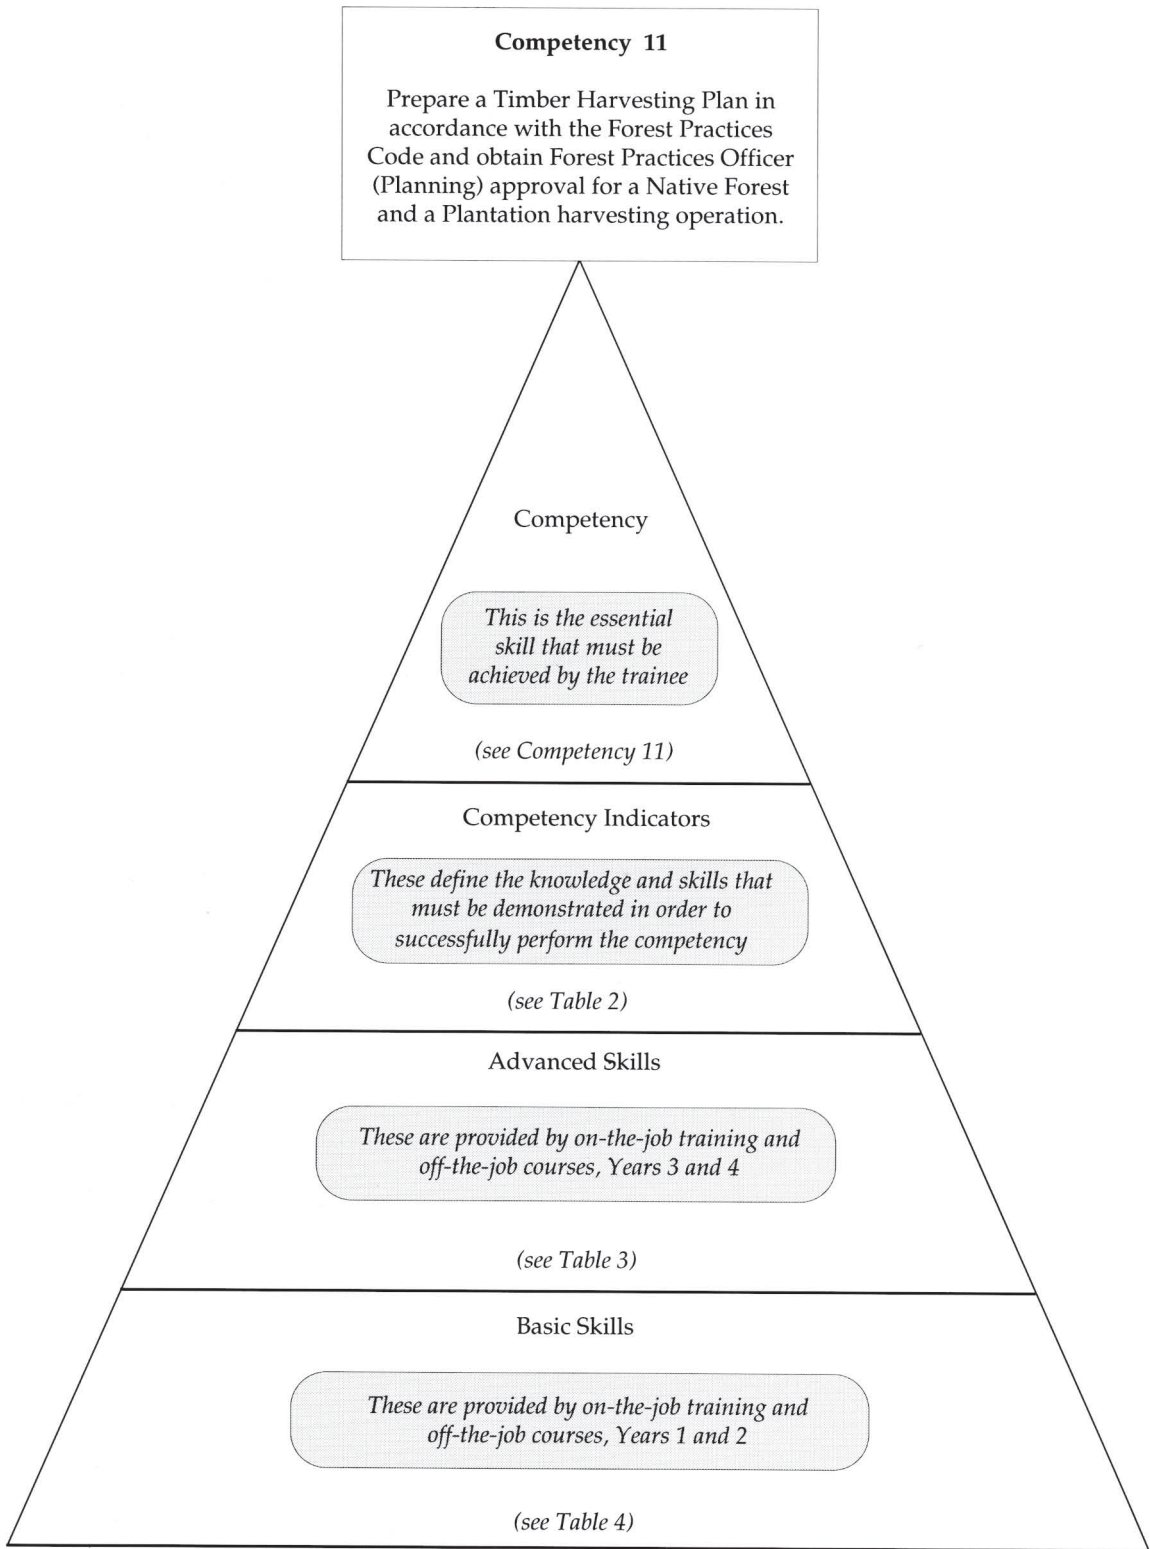 Competency 11
Prepare a Timber Harvesting Plan in
accordance with the Forest Practices
Code and obtain Forest Practices Officer
(Planning) approval for a Native Forest
and a Plantation harvesting operation.
Competency
This is the essential
skill that must be
achieved by the trainee
(see Competency 11)
Competency Indicators
These define the knowledge and skills that
must be demonstrated in order to
successfully perform the competency
(see Table 2)
Advanced Skills
These are provided by on-the-job training and
off-the-job courses, Years 3 and 4
(see Table 3)
Basic Skills
These are provided by on-the-job training and
off-the-job courses, Years 1 and 2
(see Table 4)